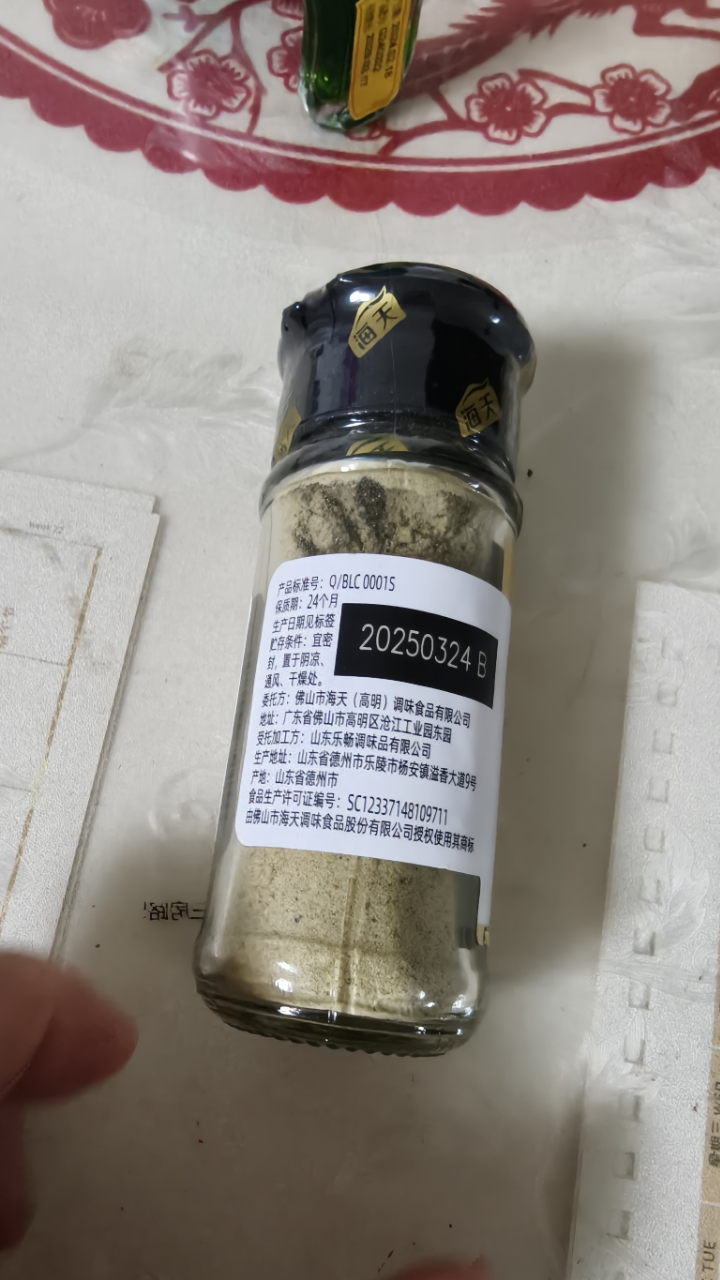 海天
海天
产品标准号：Q/BLC 0001S
保质期：24个月
生产日期见标签
贮存条件：宜密
封，置于阴凉、
通风、干燥处。
20250324 B
委托方：佛山市海天（高明）调味食品有限公司
地址：广东省佛山市高明区沧江工业园东园
受托加工方：山东乐畅调味品有限公司
生产地址：山东省德州市乐陵市杨安镇溢香大道9号
产地：山东省德州市
食品生产许可证编号：SC12337148109711
由佛山市海天调味食品股份有限公司授权使用其商标
TUE